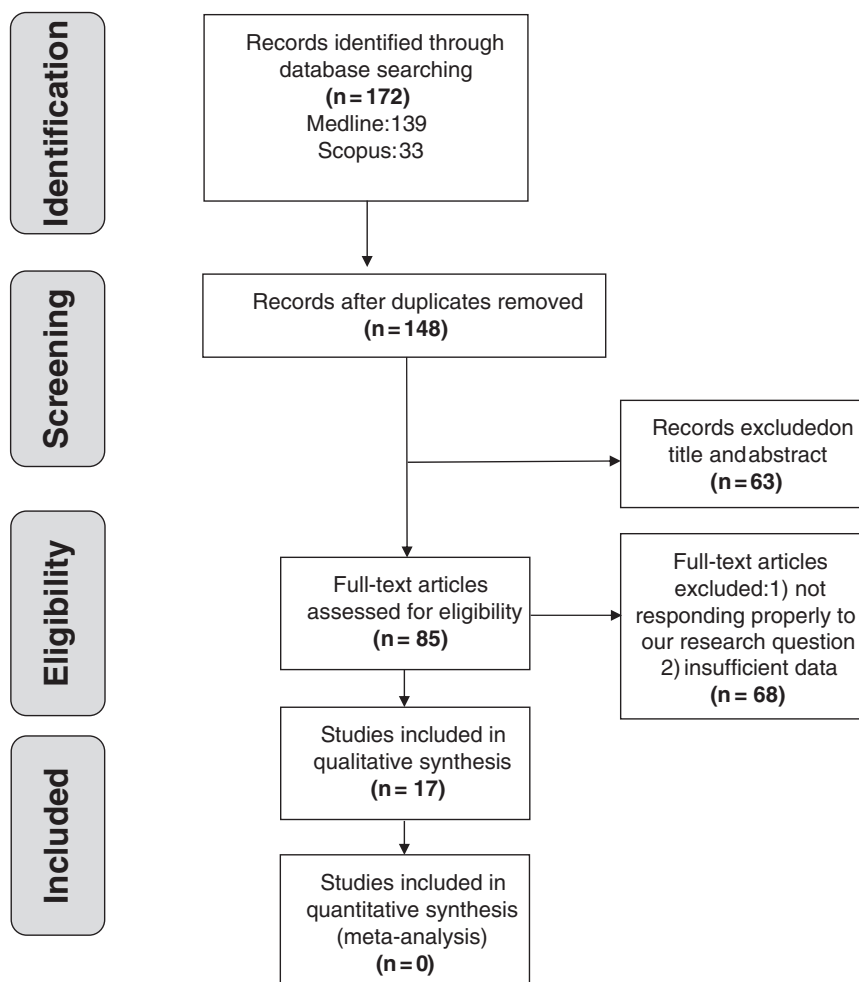 Identification
Records identified through
database searching
(n = 172)
Medline:139
Scopus:33
Screening
Records after duplicates removed
(n = 148)
Records excludedon
title and abstract
(n = 63)
Eligibility
Full-text articles
assessed for eligibility
(n = 85)
Full-text articles
excluded:1) not
responding properly to
our research question
2) insufficient data
(n = 68)
Included
Studies included in
qualitative synthesis
(n = 17)
Studies included in
quantitative synthesis
(meta-analysis)
(n = 0)